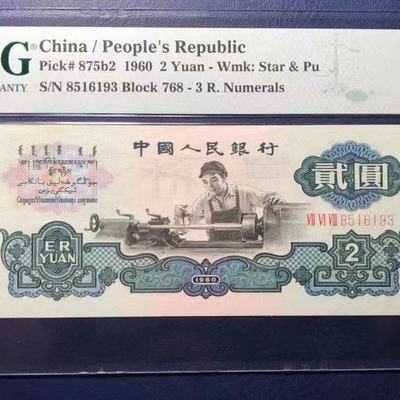 G® China / People's Republic
Pick# 875b2 1960 2 Yuan - Wmk: Star & Pu
ANTY S/N 8516193 Block 768 - 3 R. Numerals
中國人民銀行
貳圓
VII VI VIII 8516193
ER
YUAN
1960
2